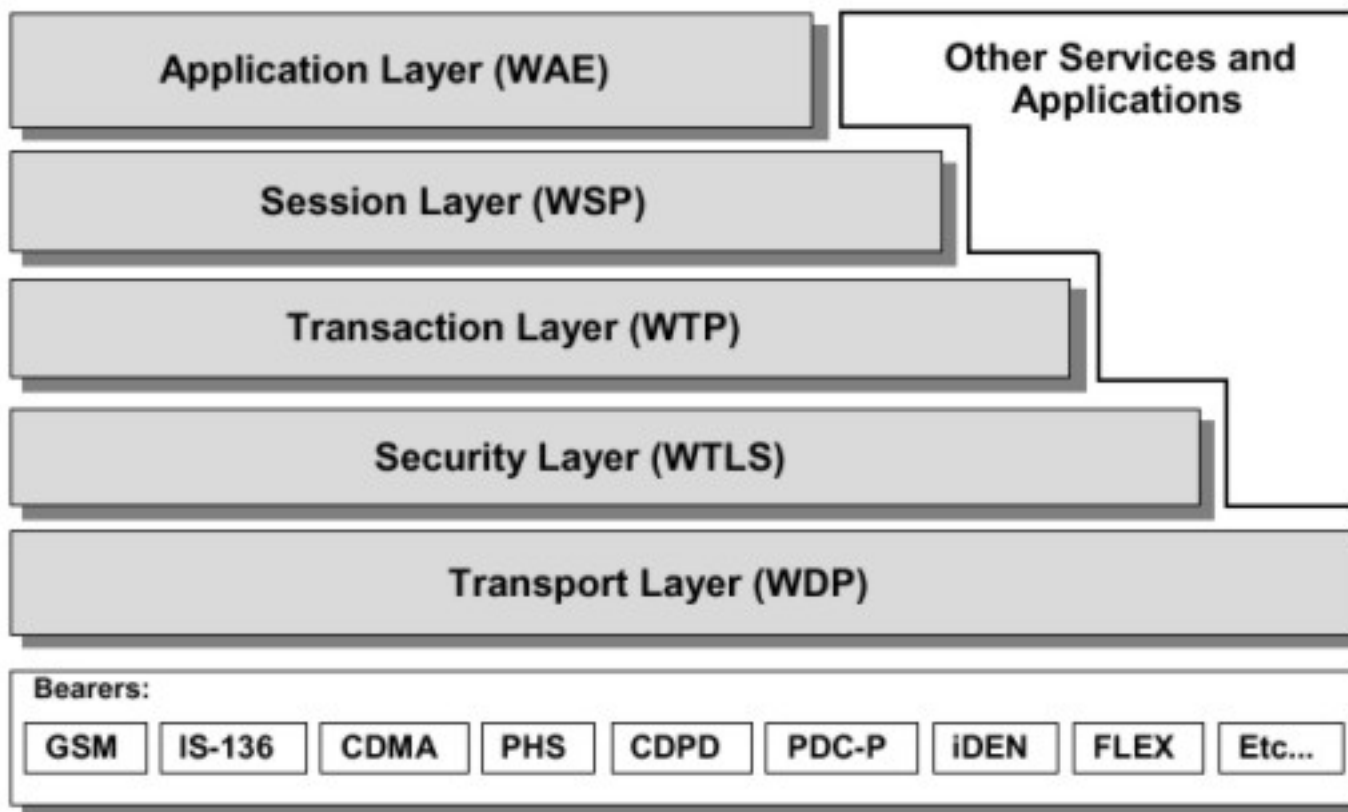 Application Layer (WAE)
Other Services and
Applications
Session Layer (WSP)
Transaction Layer (WTP)
Security Layer (WTLS)
Transport Layer (WDP)
Bearers:
GSM IS-136 CDMA PHS CDPD PDC-P iDEN FLEX Etc...